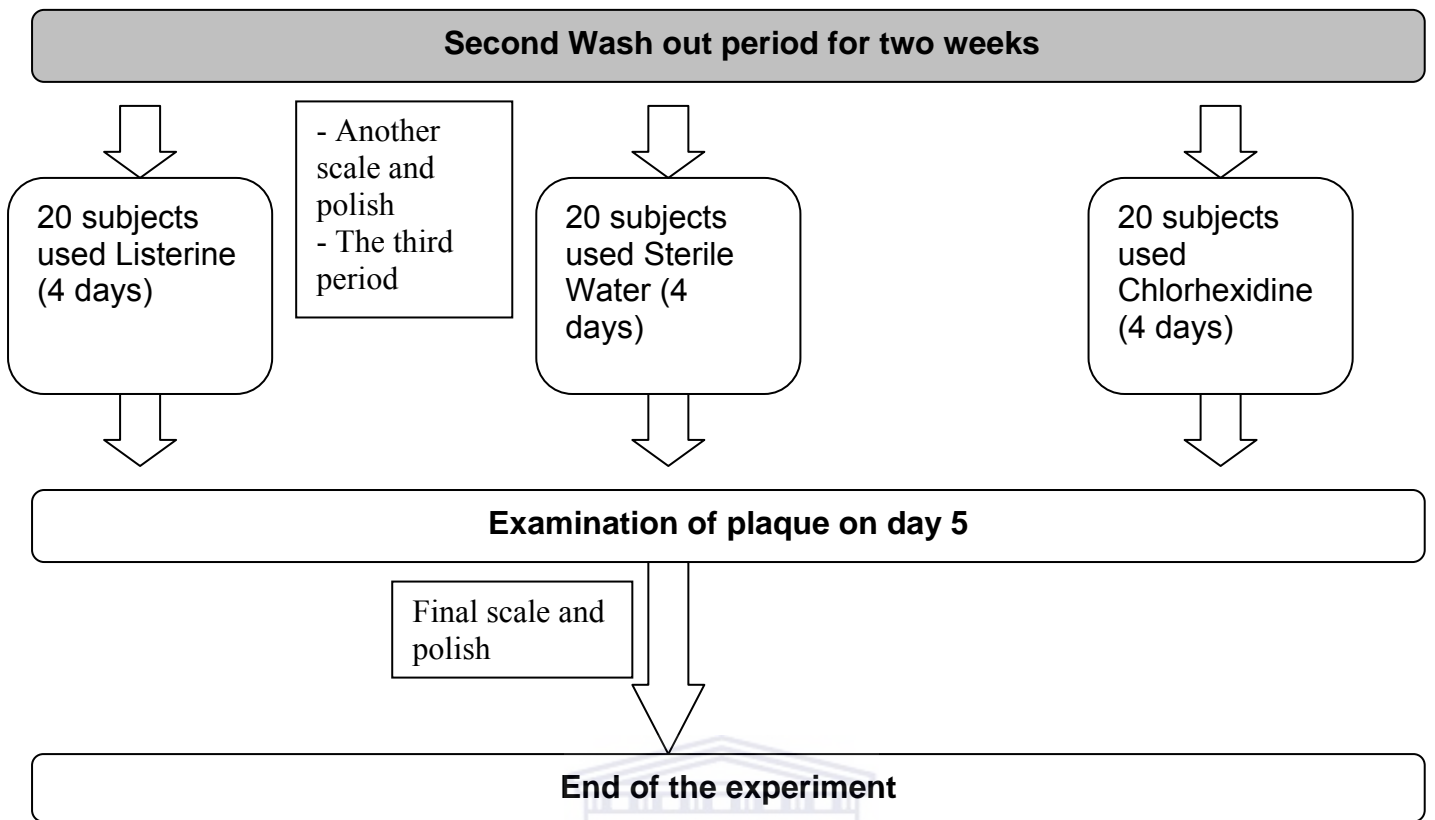 Second Wash out period for two weeks
20 subjects
used Listerine
(4 days)
- Another
scale and
polish
- The third
period
20 subjects
used Sterile
Water (4
days)
20 subjects
used
Chlorhexidine
(4 days)
Examination of plaque on day 5
Final scale and
polish
End of the experiment